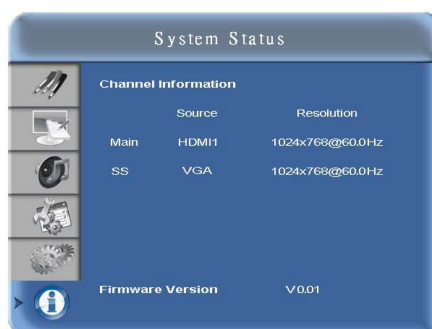 System Status
Channel Information
Source Resolution
Main HDMI1 1024x768@60.0Hz
SS VGA 1024x768@60.0Hz
Firmware Version V0.01